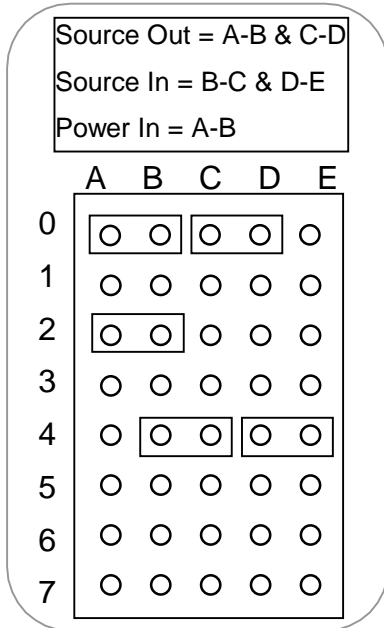 Source Out = A-B & C-D
Source In = B-C & D-E
Power In = A-B
A B C D E
0
1
2
3
4
5
6
7